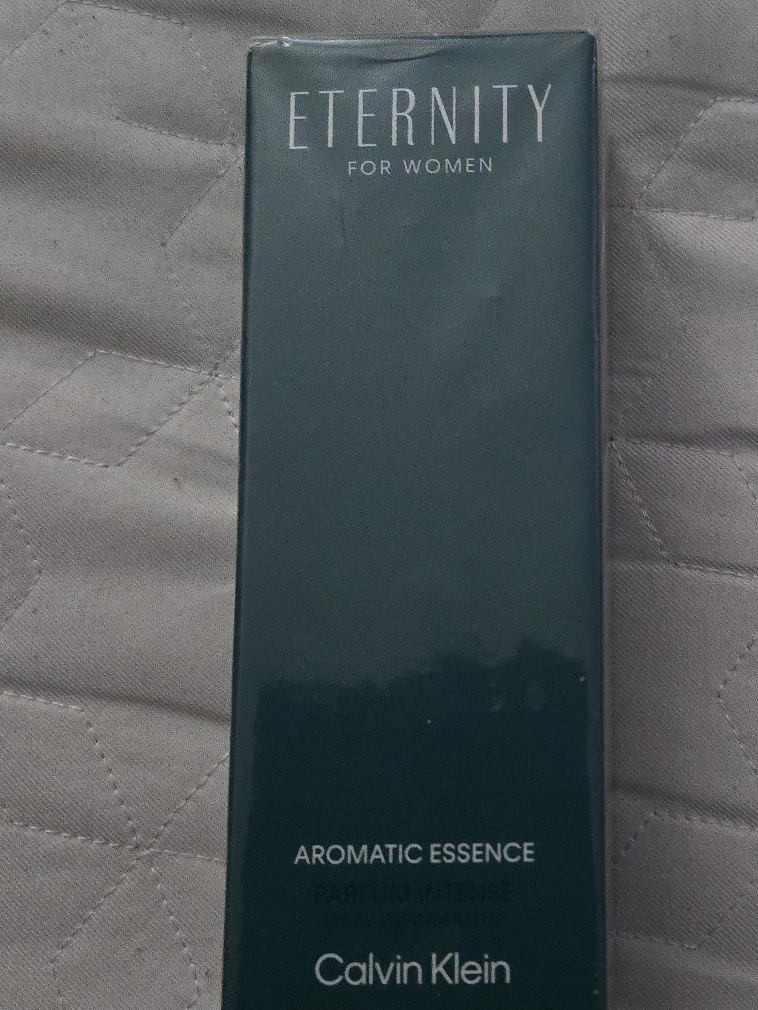 ETERNITY
FOR WOMEN
AROMATIC ESSENCE
PARFUM INTENSE
Calvin Klein